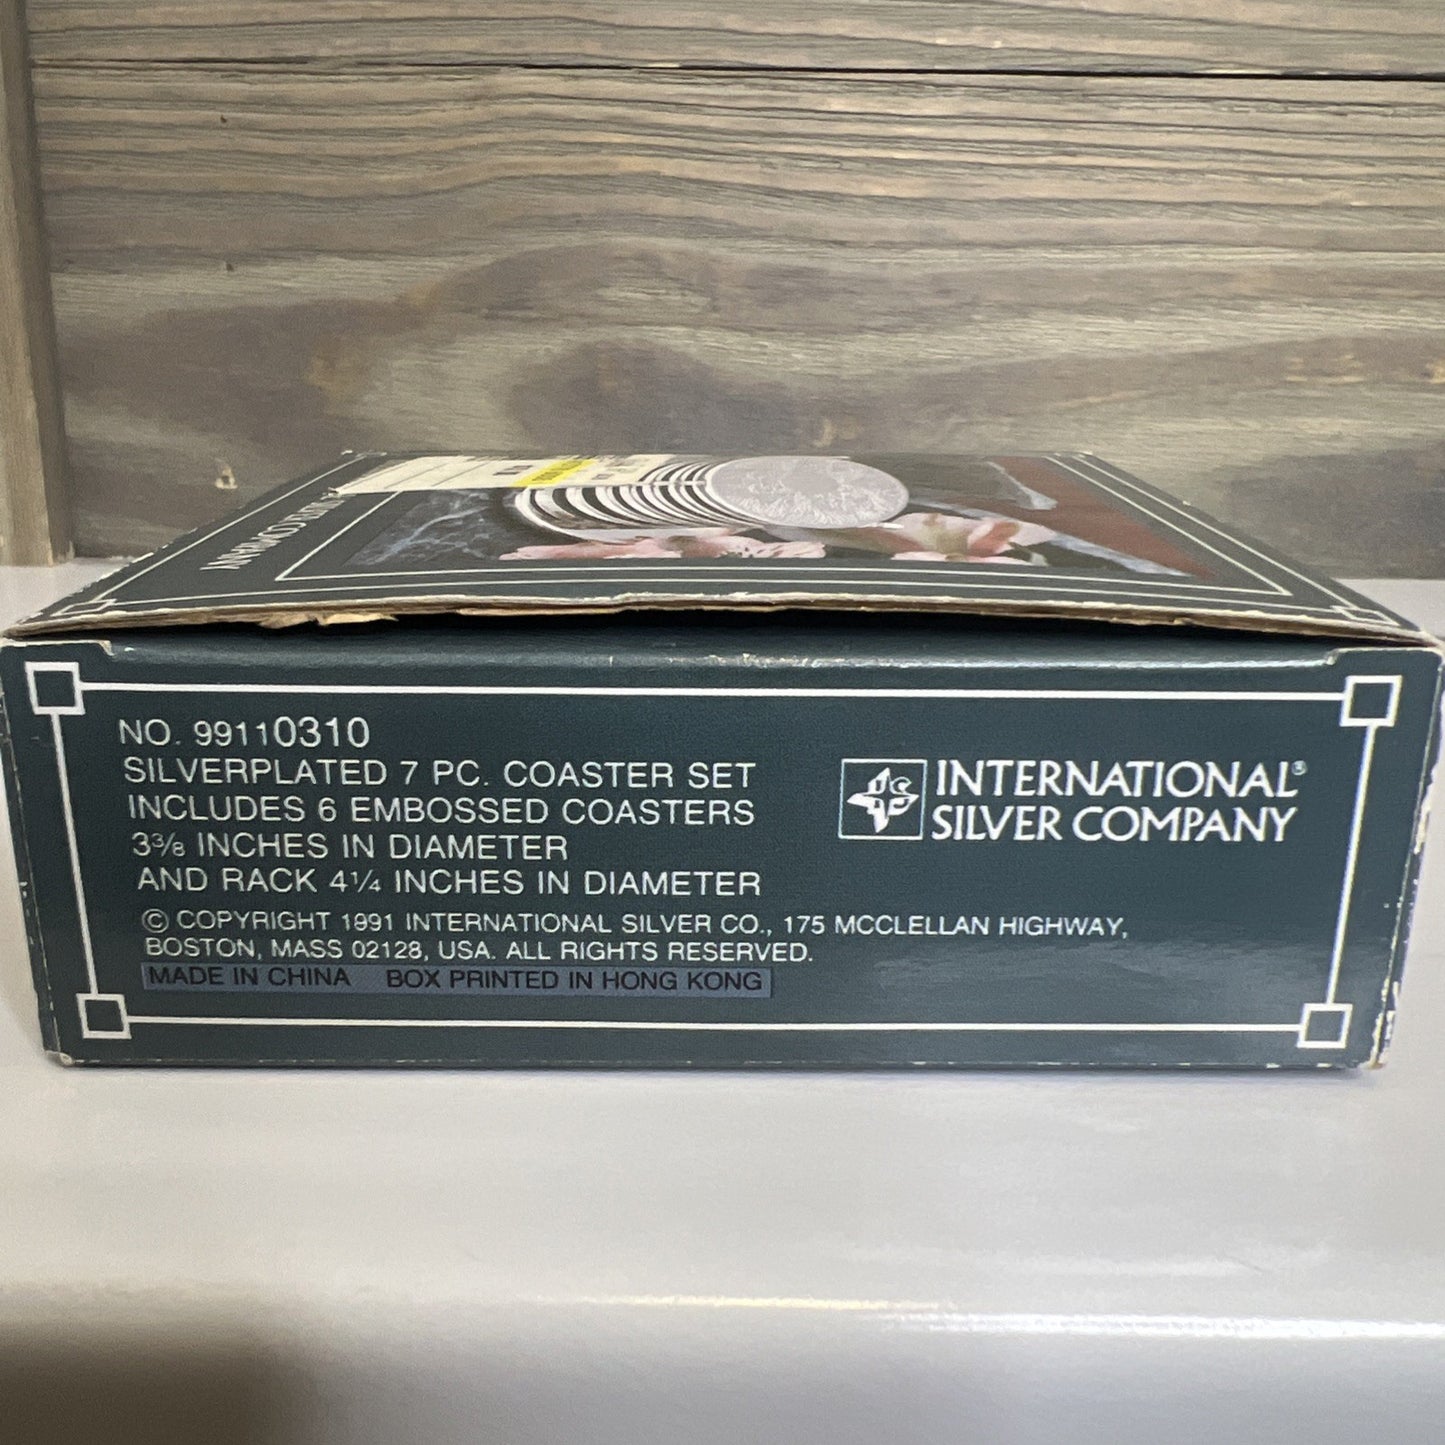 NO. 99110310
SILVERPLATED 7 PC. COASTER SET
INCLUDES 6 EMBOSSED COASTERS
3⅜ INCHES IN DIAMETER
AND RACK 4¼ INCHES IN DIAMETER
© COPYRIGHT 1991 INTERNATIONAL SILVER CO., 175 MCCLELLAN HIGHWAY,
BOSTON, MASS 02128, USA. ALL RIGHTS RESERVED.
MADE IN CHINA BOX PRINTED IN HONG KONG
INTERNATIONAL®
SILVER COMPANY
COMPANY